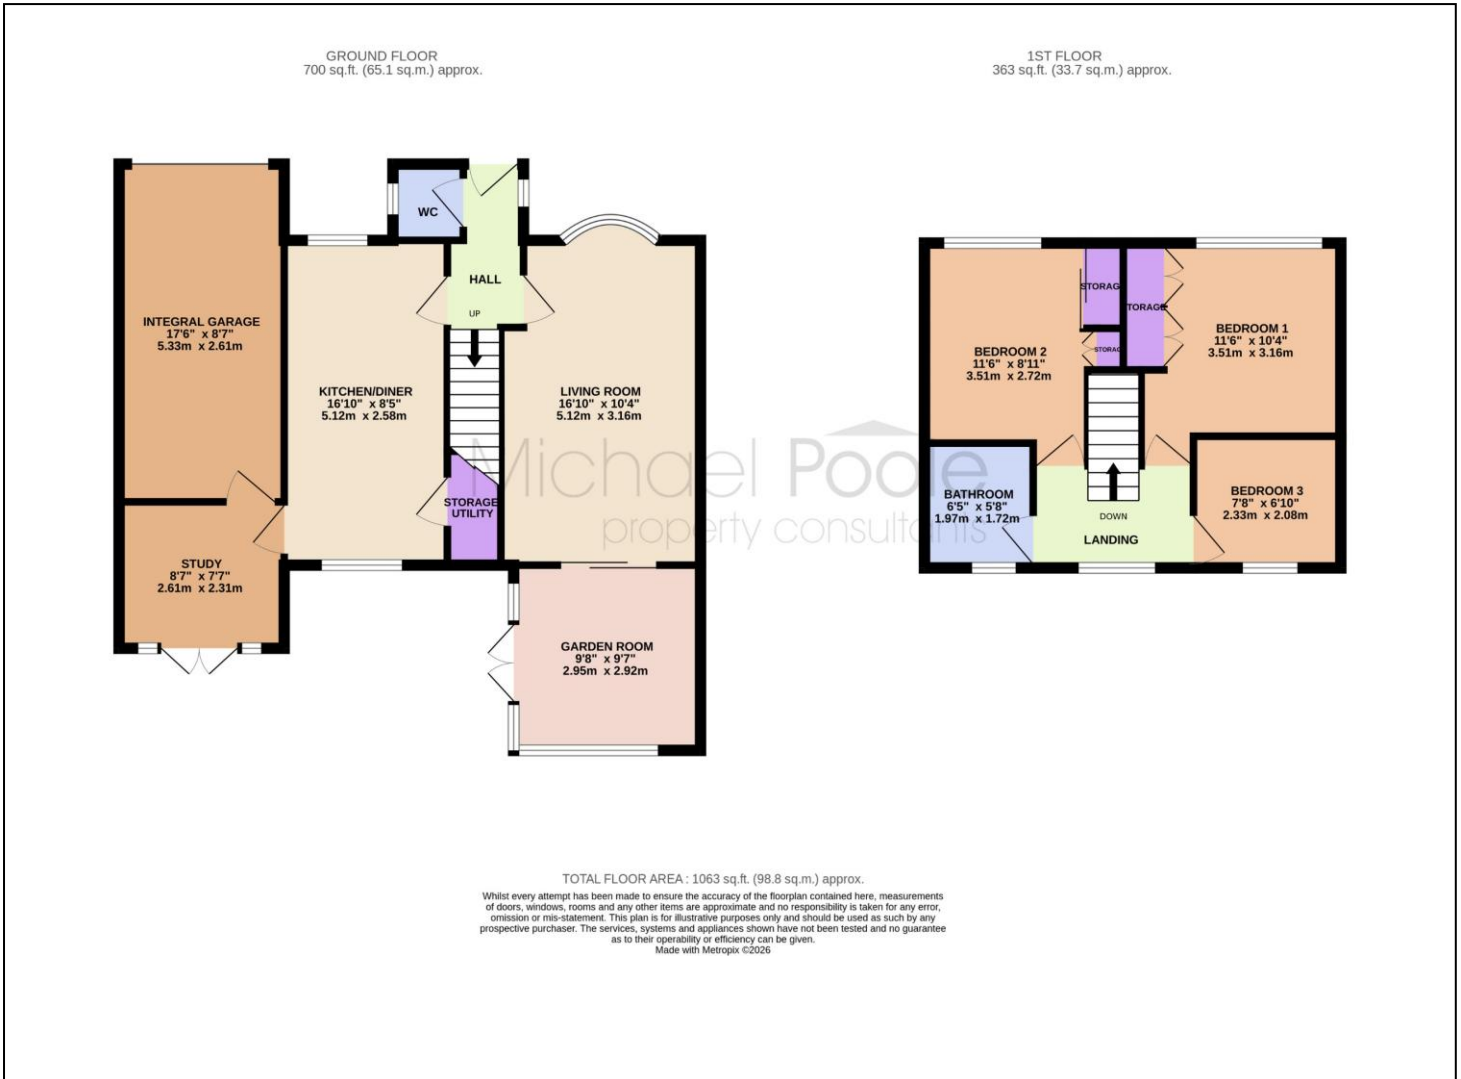 GROUND FLOOR
700 sq.ft. (65.1 sq.m.) approx.
1ST FLOOR
363 sq.ft. (33.7 sq.m.) approx.
WC
HALL
UP
INTEGRAL GARAGE
17'6" x 8'7"
5.33m x 2.61m
KITCHEN/DINER
16'10" x 8'5"
5.12m x 2.58m
LIVING ROOM
16'10" x 10'4"
5.12m x 3.16m
STORAGE
UTILITY
STUDY
8'7" x 7'7"
2.61m x 2.31m
GARDEN ROOM
9'8" x 9'7"
2.95m x 2.92m
STORAG
TORAGE
STORAG
BEDROOM 1
11'6" x 10'4"
3.51m x 3.16m
BEDROOM 2
11'6" x 8'11"
3.51m x 2.72m
BATHROOM
6'5" x 5'8"
1.97m x 1.72m
DOWN
LANDING
BEDROOM 3
7'8" x 6'10"
2.33m x 2.08m
Michael Poole
property consultants
TOTAL FLOOR AREA : 1063 sq.ft. (98.8 sq.m.) approx.
Whilst every attempt has been made to ensure the accuracy of the floorplan contained here, measurements
of doors, windows, rooms and any other items are approximate and no responsibility is taken for any error,
omission or mis-statement. This plan is for illustrative purposes only and should be used as such by any
prospective purchaser. The services, systems and appliances shown have not been tested and no guarantee
as to their operability or efficiency can be given.
Made with Metropix ©2026